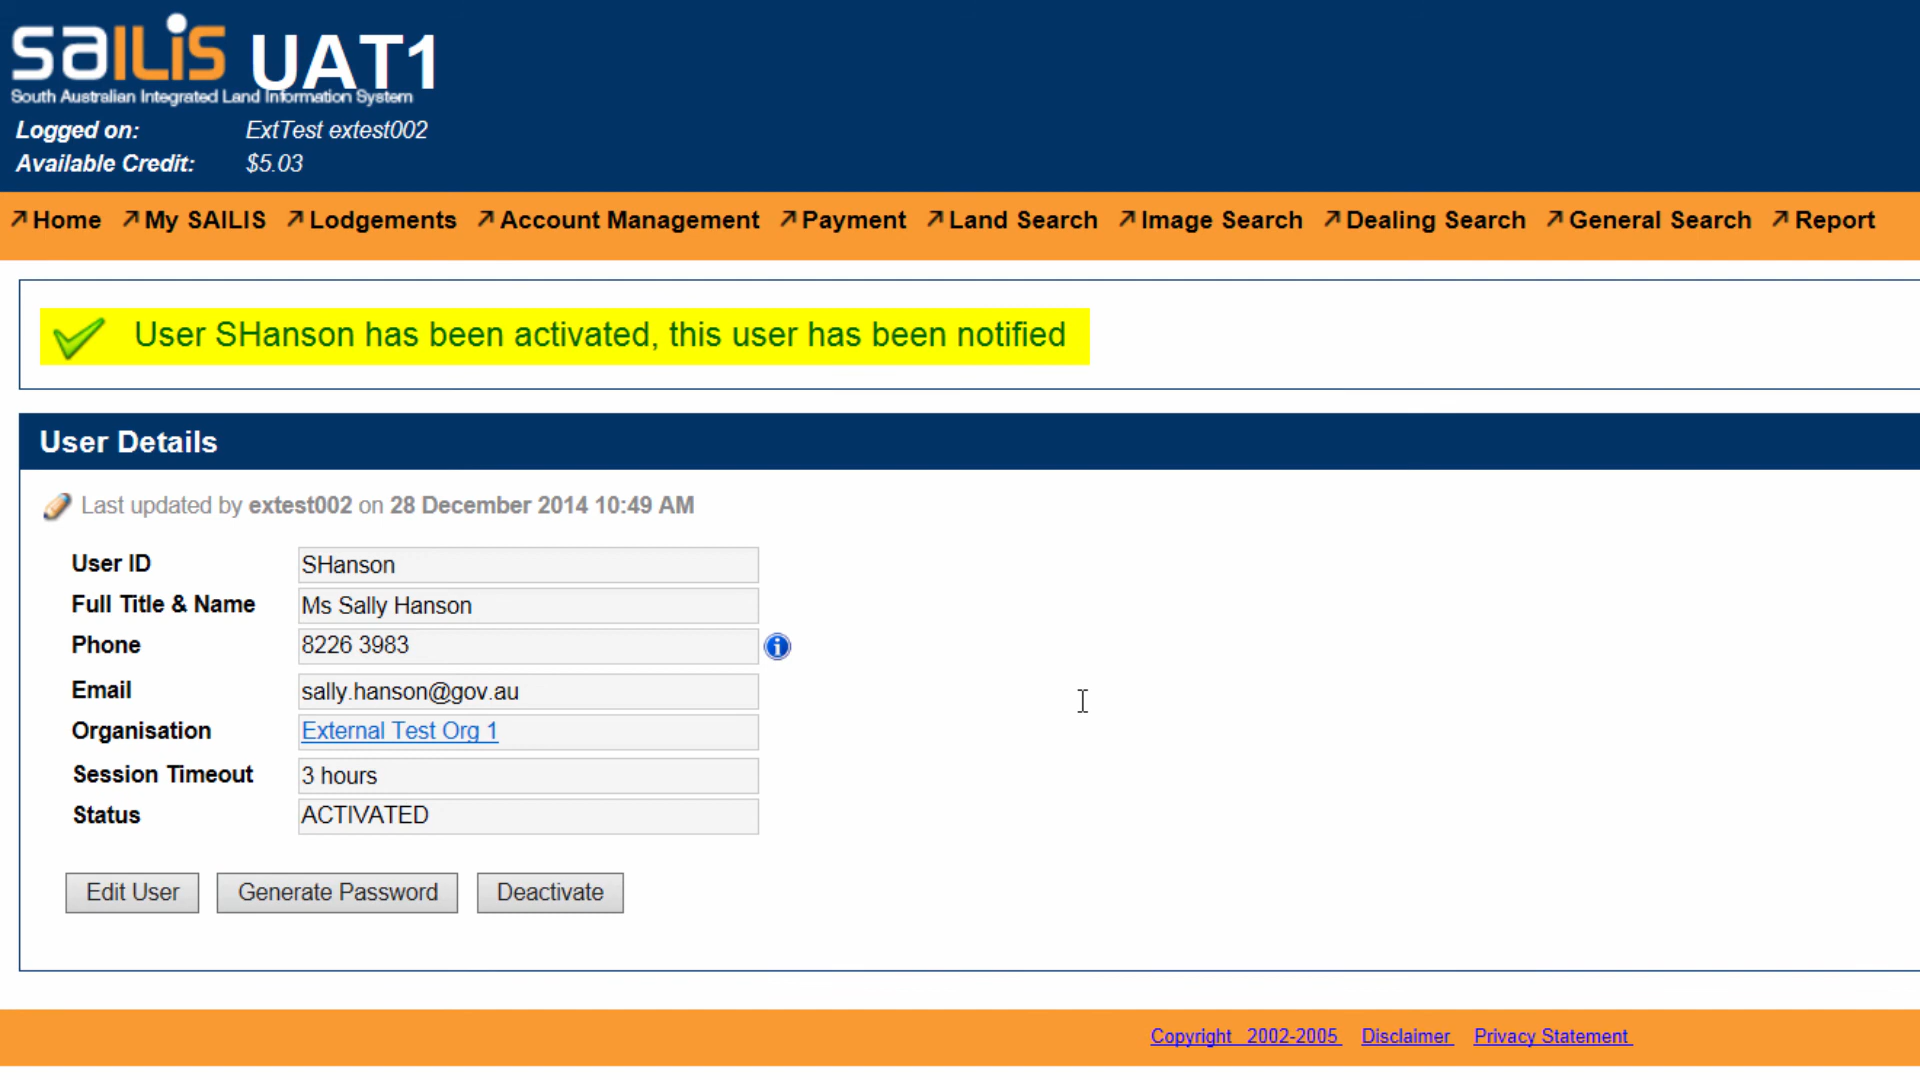 saILis UAT1
South Australian Integrated Land Information System
Logged on: ExtTest extest002
Available Credit: $5.03
Home My SAILIS Lodgements Account Management Payment Land Search Image Search Dealing Search General Search Report
User SHanson has been activated, this user has been notified
User Details
Last updated by extest002 on 28 December 2014 10:49 AM
User ID SHanson
Full Title & Name Ms Sally Hanson
Phone 8226 3983
Email sally.hanson@gov.au
Organisation External Test Org 1
Session Timeout 3 hours
Status ACTIVATED
Edit User Generate Password Deactivate
Copyright 2002-2005 Disclaimer Privacy Statement